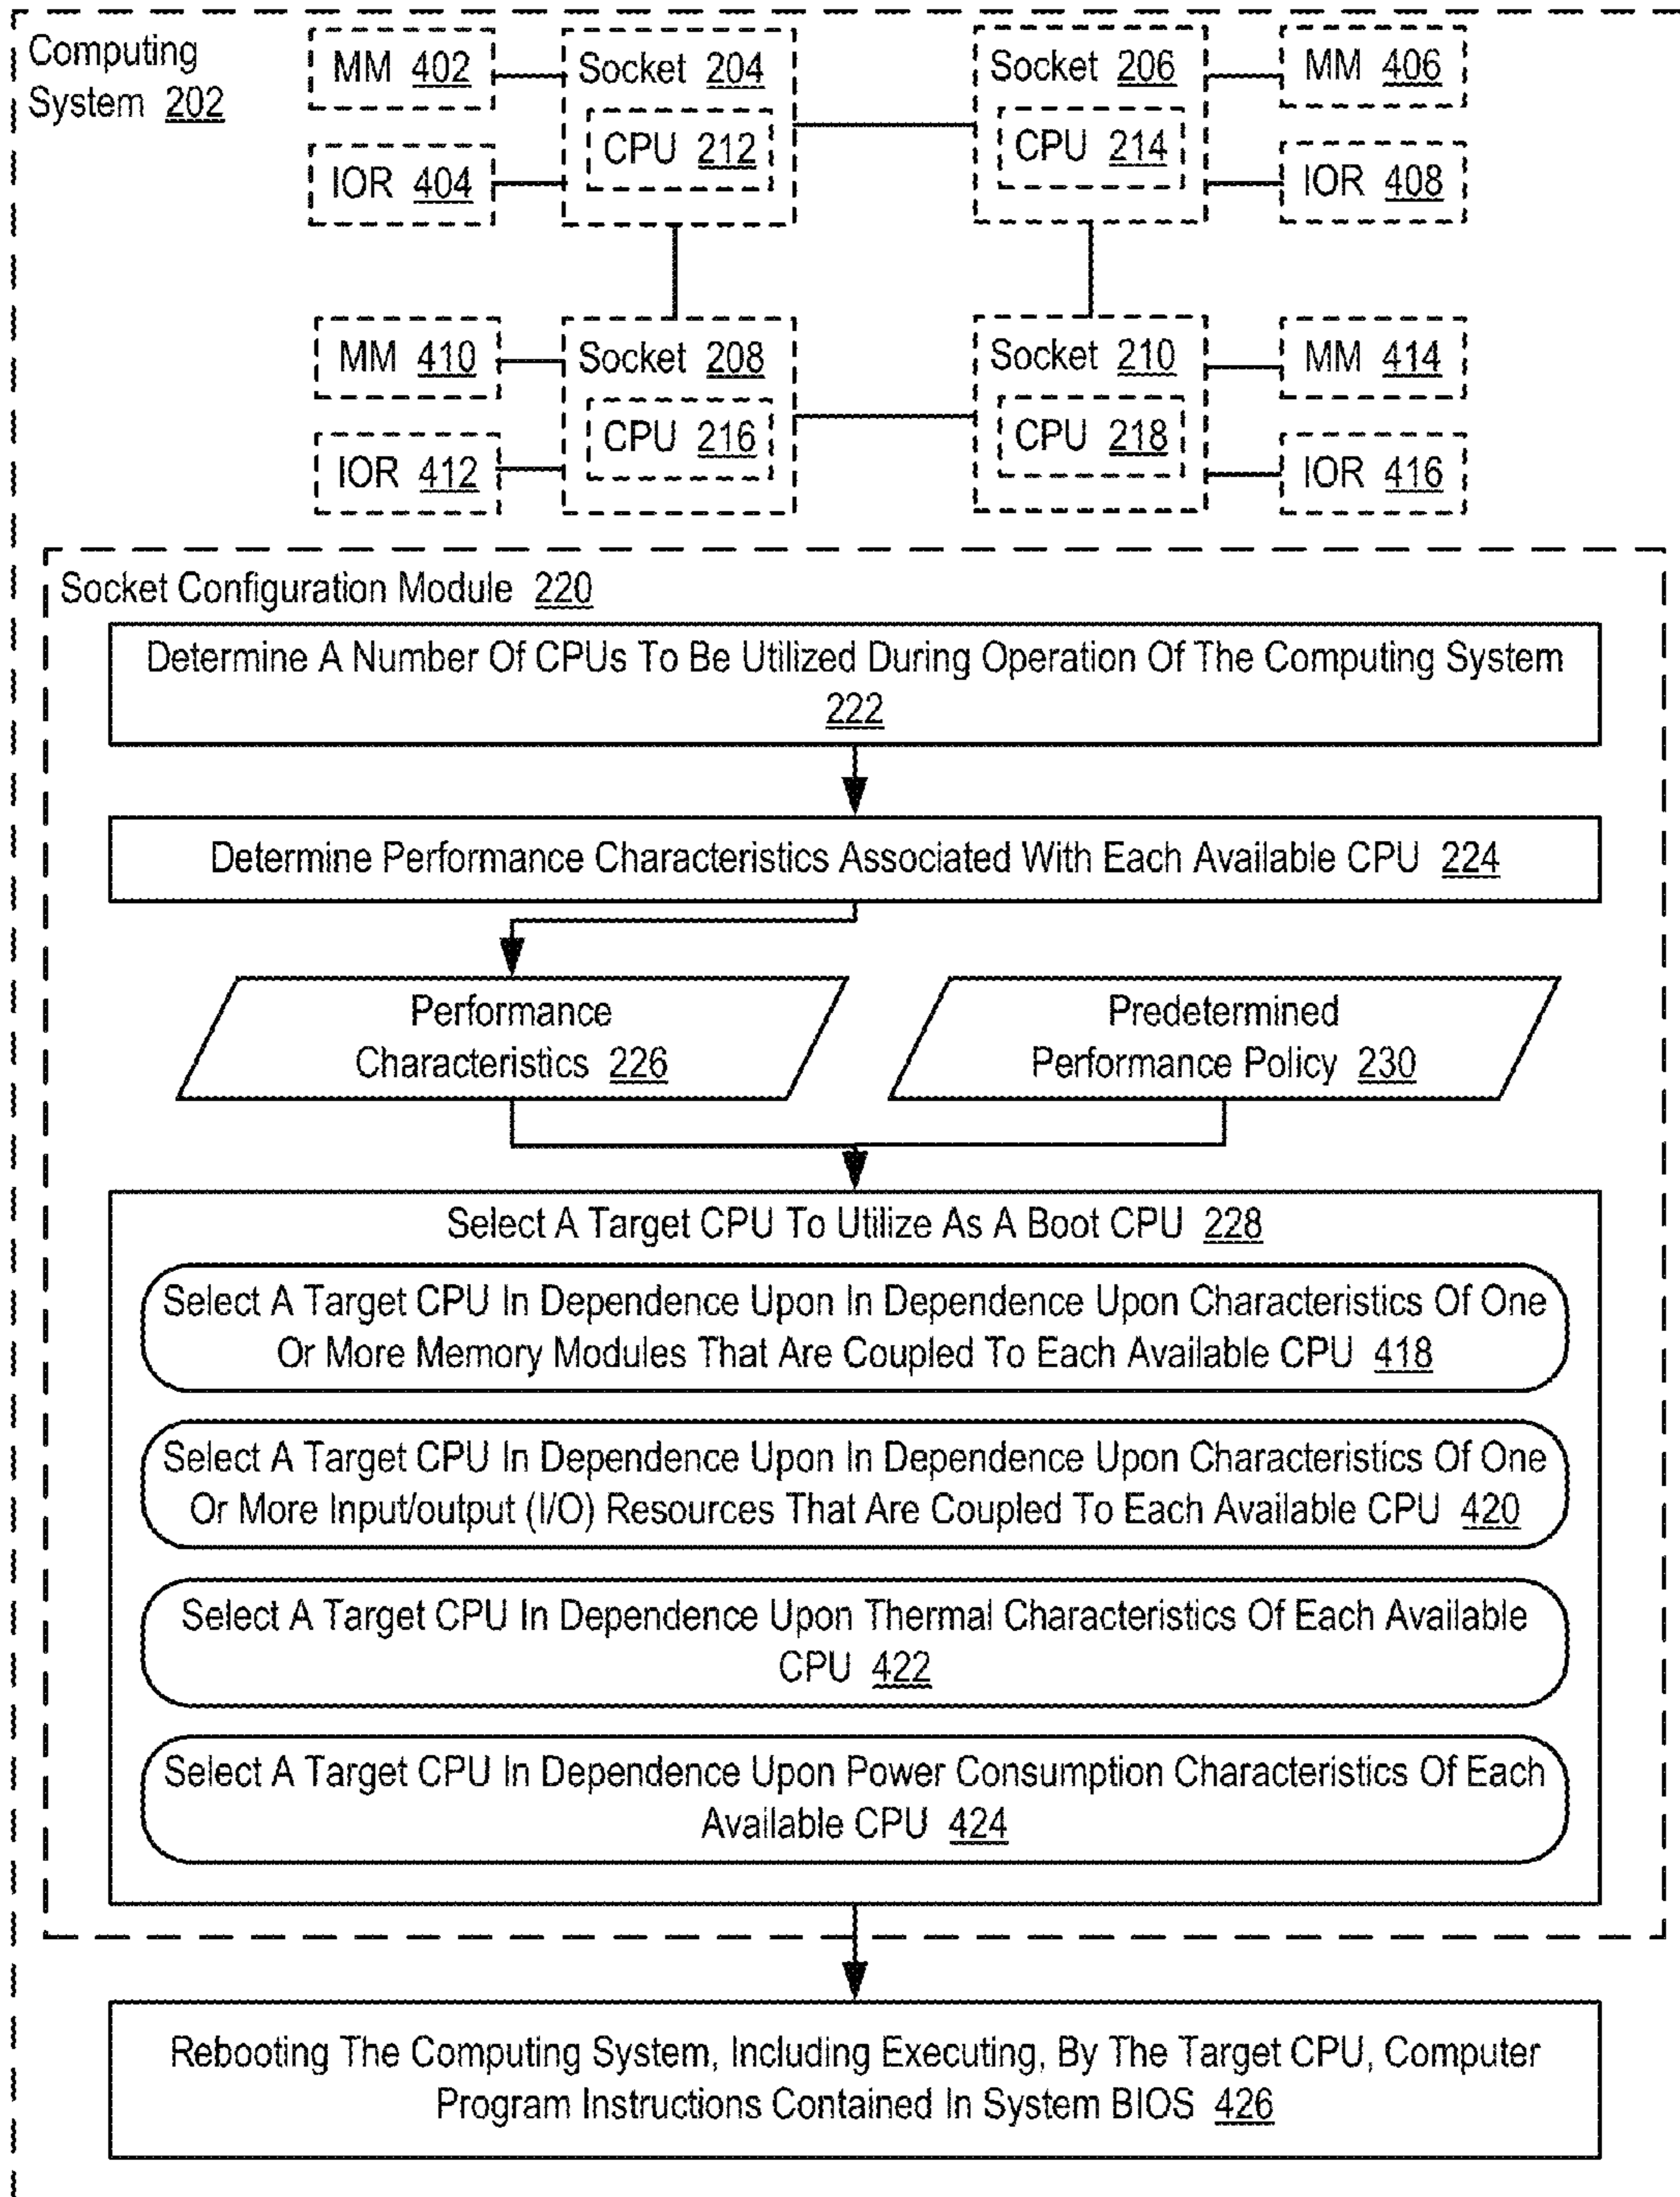 Computing
System 202
MM 402
Socket 204
Socket 206
MM 406
CPU 212
CPU 214
IOR 404
IOR 408
MM 410
Socket 208
Socket 210
MM 414
CPU 216
CPU 218
IOR 412
IOR 416
Socket Configuration Module 220
Determine A Number Of CPUs To Be Utilized During Operation Of The Computing System
222
Determine Performance Characteristics Associated With Each Available CPU 224
Performance
Characteristics 226
Predetermined
Performance Policy 230
Select A Target CPU To Utilize As A Boot CPU 228
Select A Target CPU In Dependence Upon In Dependence Upon Characteristics Of One
Or More Memory Modules That Are Coupled To Each Available CPU 418
Select A Target CPU In Dependence Upon In Dependence Upon Characteristics Of One
Or More Input/output (I/O) Resources That Are Coupled To Each Available CPU 420
Select A Target CPU In Dependence Upon Thermal Characteristics Of Each Available
CPU 422
Select A Target CPU In Dependence Upon Power Consumption Characteristics Of Each
Available CPU 424
Rebooting The Computing System, Including Executing, By The Target CPU, Computer
Program Instructions Contained In System BIOS 426